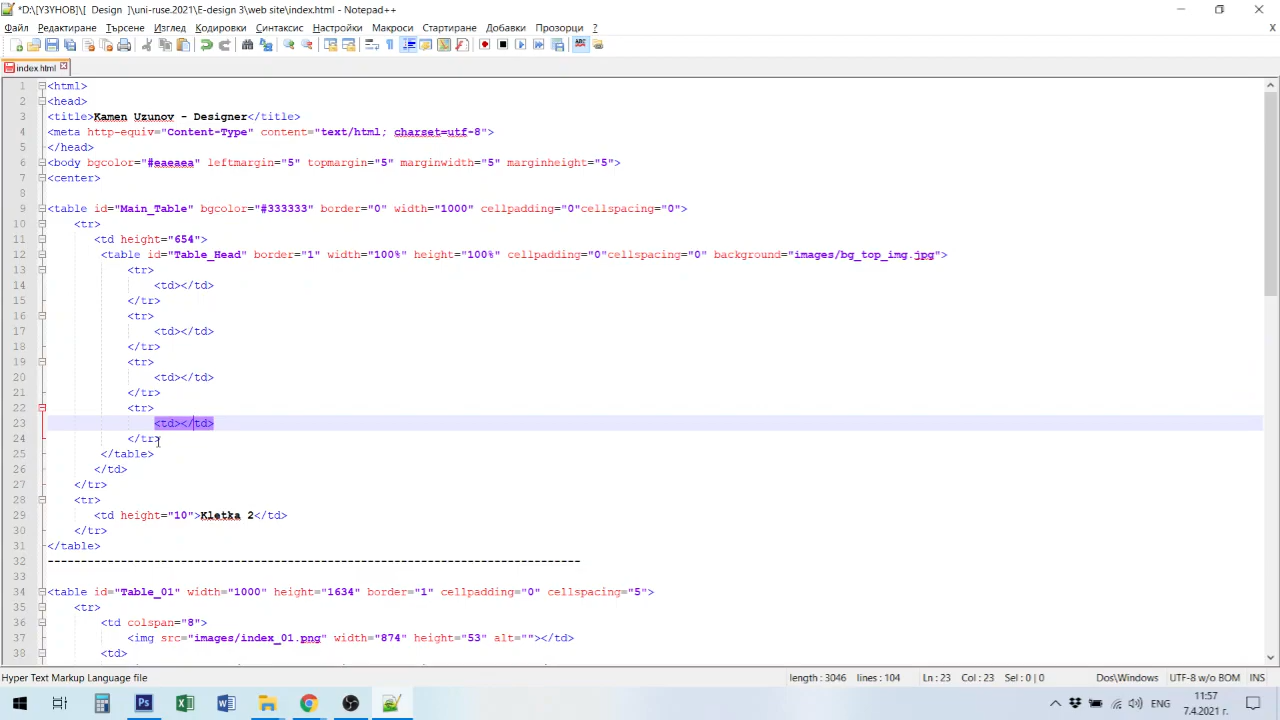 *D:\[УЗУНОВ]\[ Design ]\uni-ruse.2021\E-design 3\web site\index.html - Notepad++
Файл Редактиране Търсене Изглед Кодировки Синтаксис Настройки Макроси Стартиране Добавки Прозорци ?
index.html
1 <html>
2 <head>
3 <title>Kamen Uzunov - Designer</title>
4 <meta http-equiv="Content-Type" content="text/html; charset=utf-8">
5 </head>
6 <body bgcolor="#eaeaea" leftmargin="5" topmargin="5" marginwidth="5" marginheight="5">
7 <center>
8
9 <table id="Main_Table" bgcolor="#333333" border="0" width="1000" cellpadding="0"cellspacing="0">
10 <tr>
11 <td height="654">
12 <table id="Table_Head" border="1" width="100%" height="100%" cellpadding="0"cellspacing="0" background="images/bg_top_img.jpg">
13 <tr>
14 <td></td>
15 </tr>
16 <tr>
17 <td></td>
18 </tr>
19 <tr>
20 <td></td>
21 </tr>
22 <tr>
23 <td></td>
24 </tr>
25 </table>
26 </td>
27 </tr>
28 <tr>
29 <td height="10">Kletka 2</td>
30 </tr>
31 </table>
32 --------------------------------------------------------------------------------
33
34 <table id="Table_01" width="1000" height="1634" border="1" cellpadding="0" cellspacing="5">
35 <tr>
36 <td colspan="8">
37 <img src="images/index_01.png" width="874" height="53" alt=""></td>
38 <td>
Hyper Text Markup Language file length : 3046 lines : 104 Ln : 23 Col : 23 Sel : 0 | 0 Dos\Windows UTF-8 w/o BOM INS
Ps
ABC
ENG
11:57
7.4.2021 г.